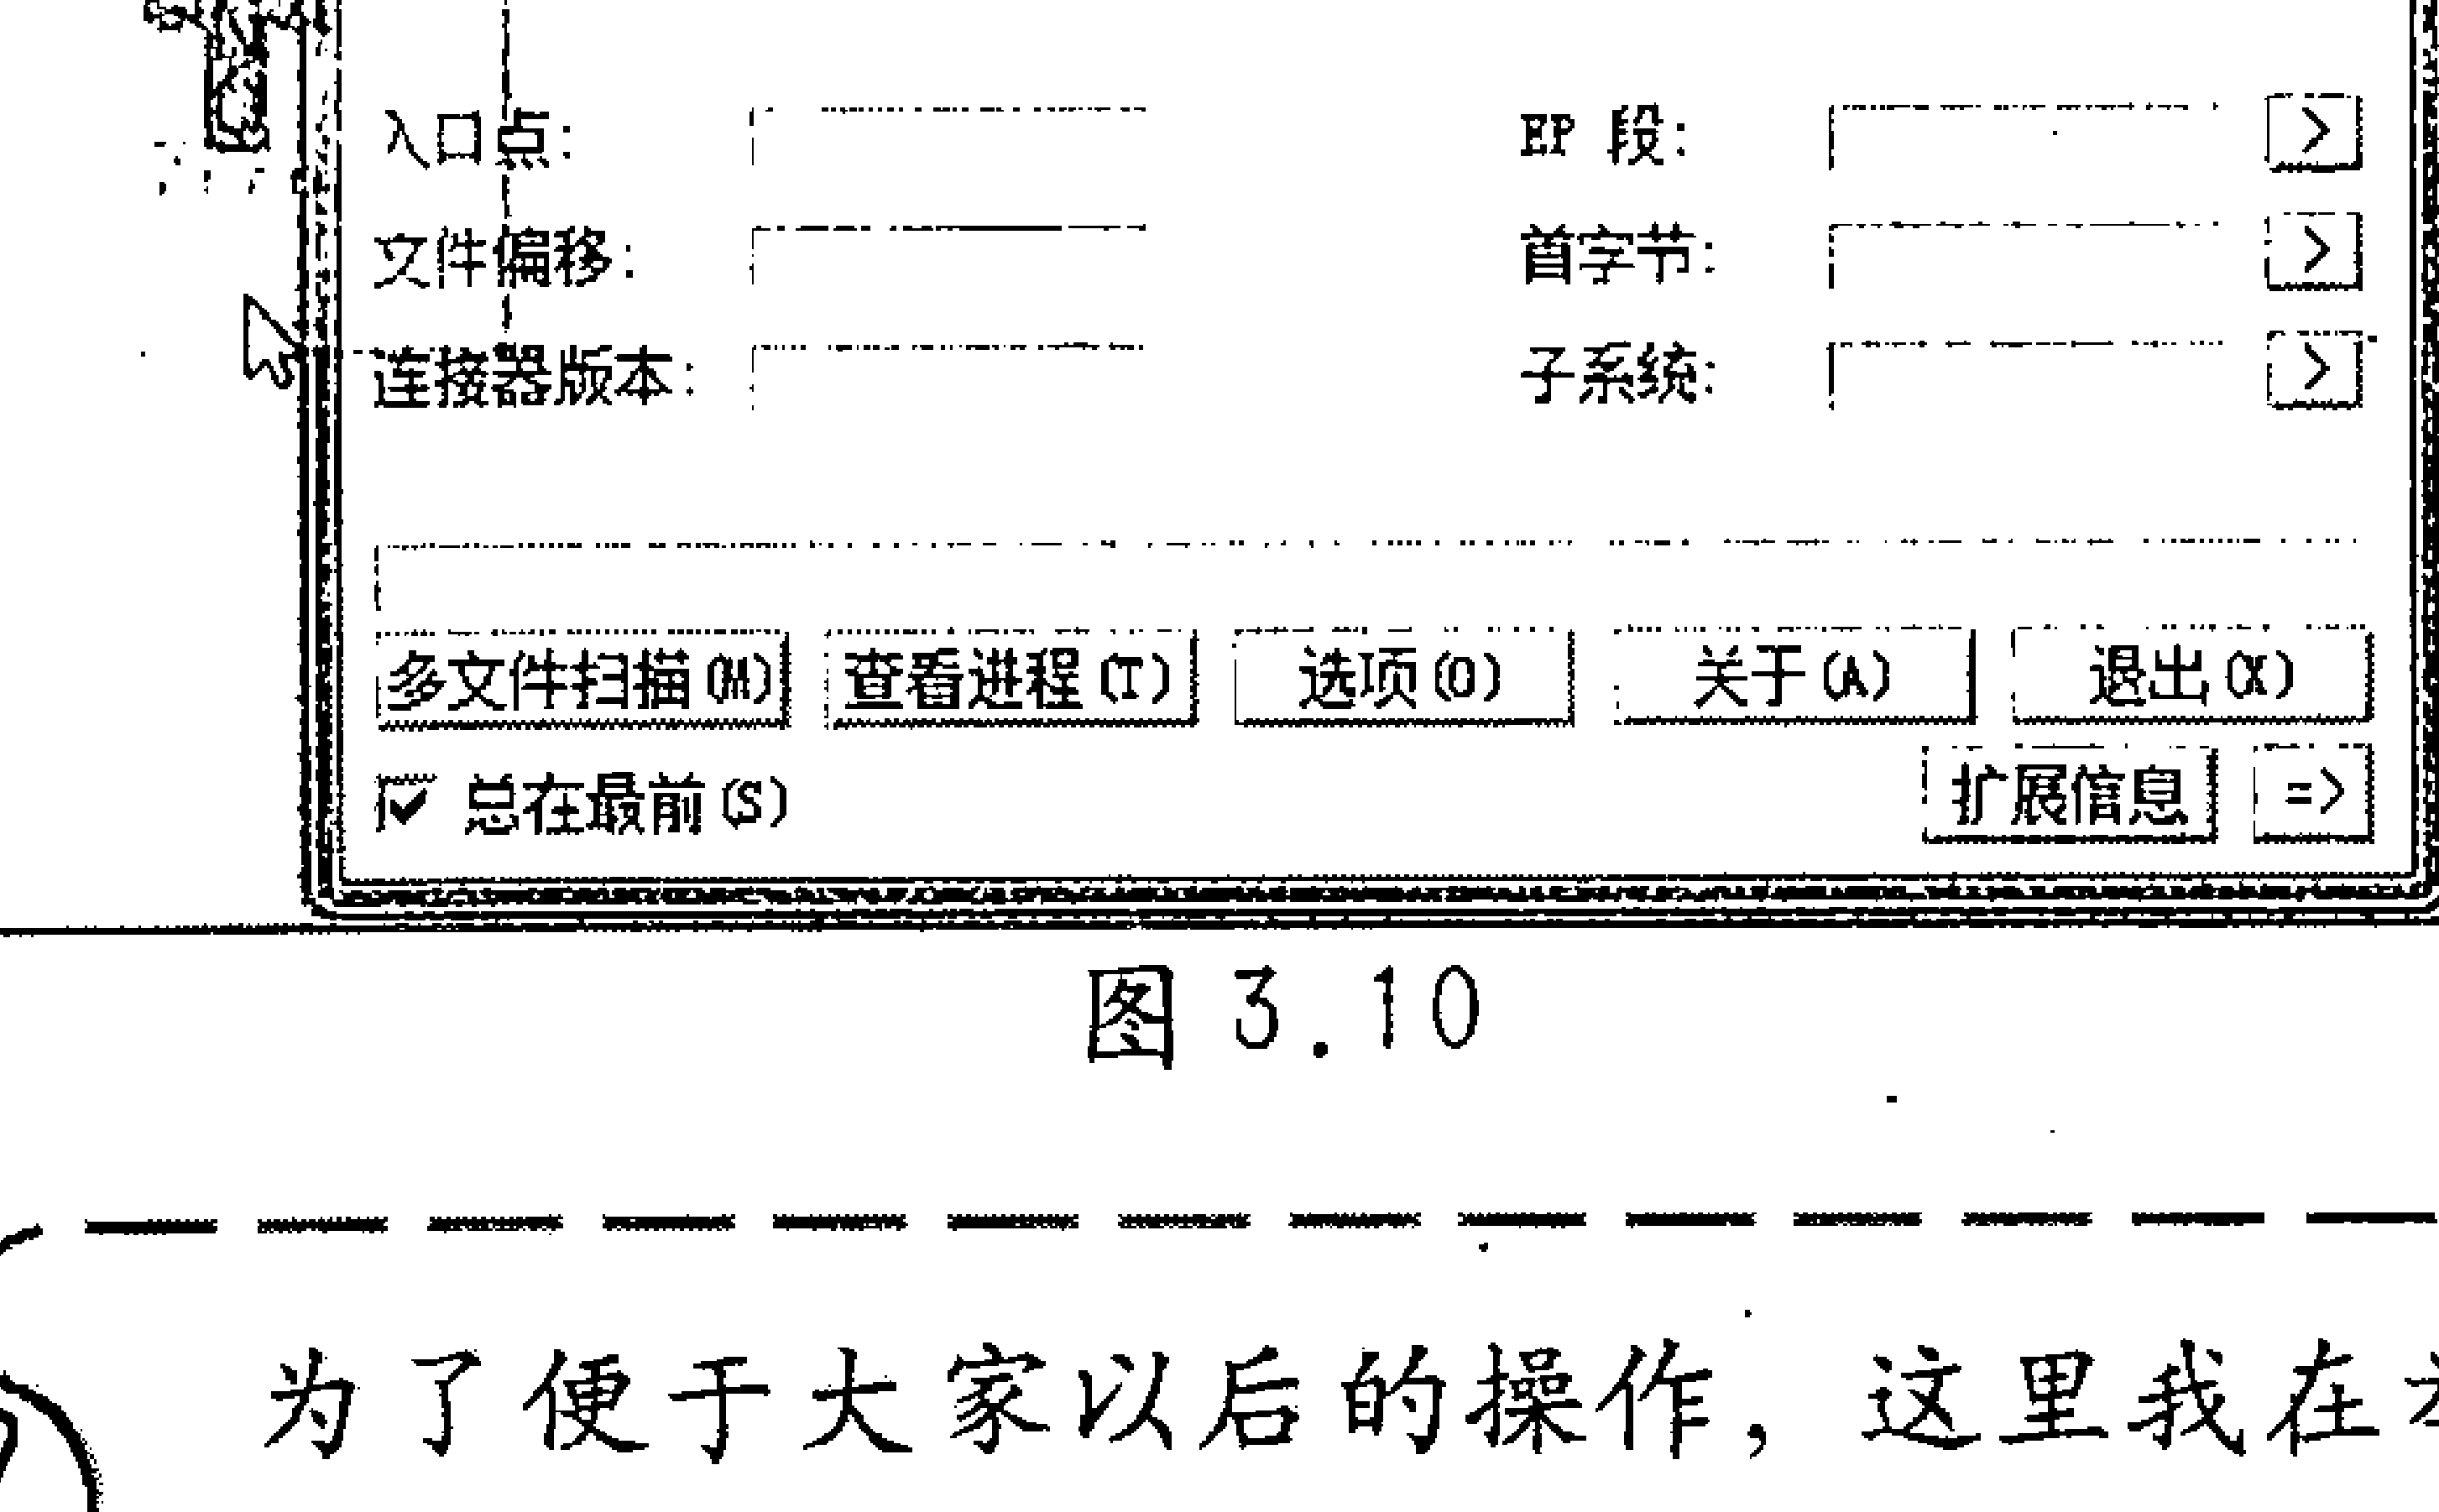 入口点: EP 段: >
文件偏移: 首字节: >
连接器版本: 子系统: >
多文件扫描(M) 查看进程(T) 选项(O) 关于(A) 退出(X)
总在最前(S) 扩展信息 =>
图 3.10
为了便于大家以后的操作，这里我在